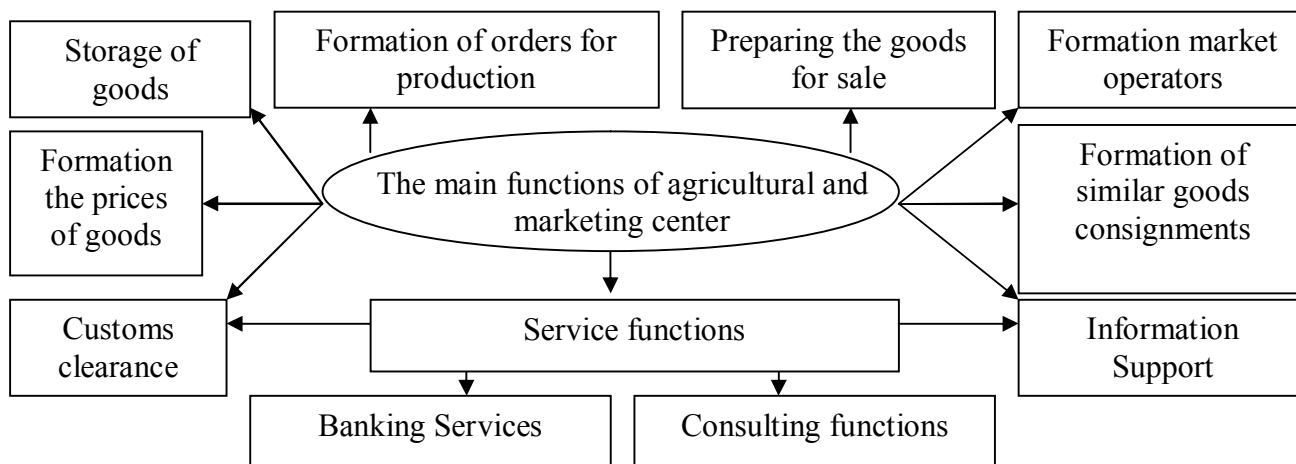 Storage of
goods
Formation of orders for
production
Preparing the goods
for sale
Formation market
operators
Formation
the prices
of goods
The main functions of agricultural and
marketing center
Formation of
similar goods
consignments
Customs
clearance
Service functions
Information
Support
Banking Services
Consulting functions